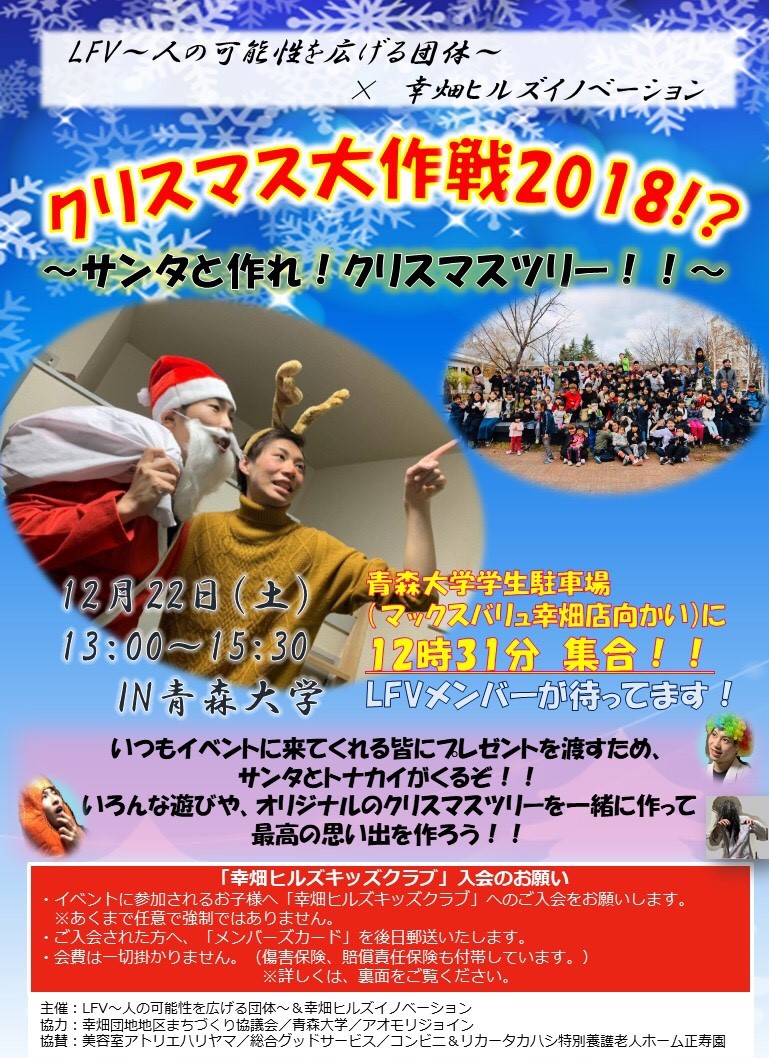 LFV～人の可能性を広げる団体～
×　幸畑ヒルズイノベーション
クリスマス大作戦2018!?
～サンタと作れ！クリスマスツリー！！～
12月22日（土）
13:00～15:30
IN青森大学
青森大学学生駐車場
（マックスバリュ幸畑店向かい）に
12時31分 集合！！
LFVメンバーが待ってます！
いつもイベントに来てくれる皆にプレゼントを渡すため、
サンタとトナカイがくるぞ！！
いろんな遊びや、オリジナルのクリスマスツリーを一緒に作って
最高の思い出を作ろう！！
「幸畑ヒルズキッズクラブ」入会のお願い
・イベントに参加されるお子様へ「幸畑ヒルズキッズクラブ」へのご入会をお願いします。
※あくまで任意で強制ではありません。
・ご入会された方へ、「メンバーズカード」を後日郵送いたします。
・会費は一切掛かりません。（傷害保険、賠償責任保険も付帯しています。）
※詳しくは、裏面をご覧ください。
主催：LFV～人の可能性を広げる団体～＆幸畑ヒルズイノベーション
協力：幸畑団地地区まちづくり協議会／青森大学／アオモリジョイン
協賛：美容室アトリエハリヤマ／総合グッドサービス／コンビニ＆リカータカハシ特別養護老人ホーム正寿園